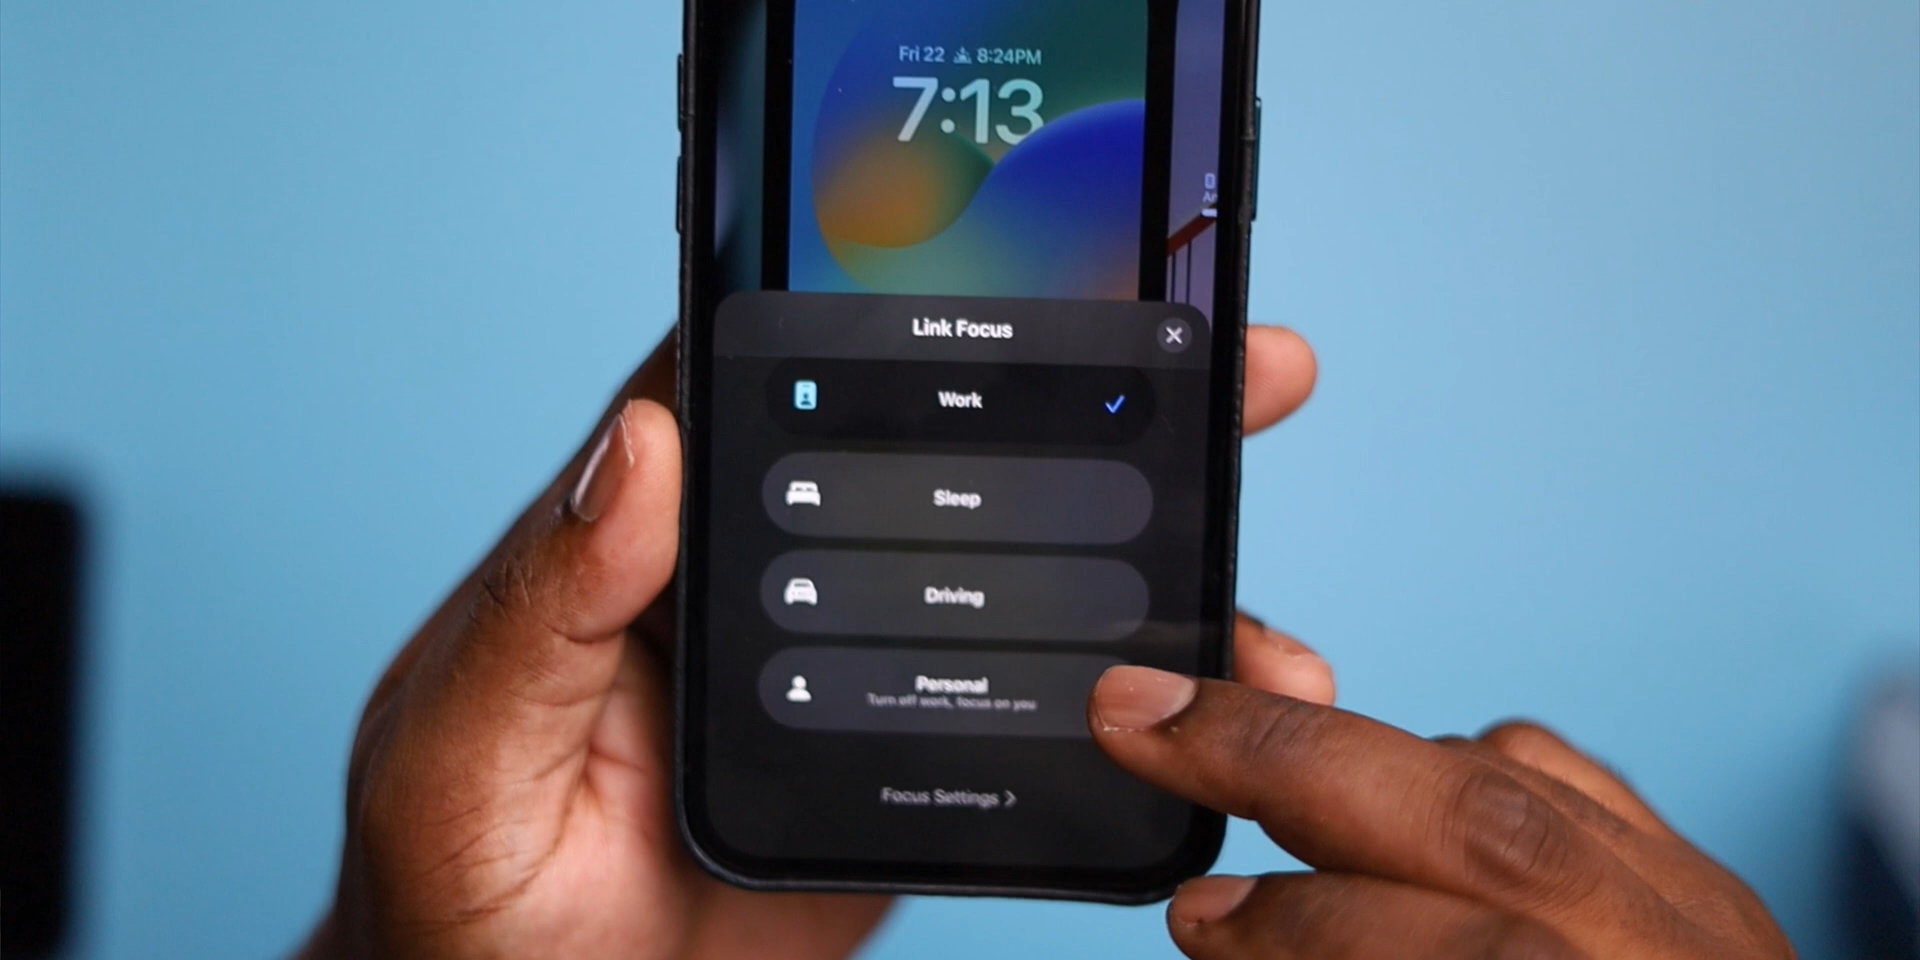 Fri 22 8:24PM
7:13
Link Focus
Work
Sleep
Driving
Personal
Turn off work, focus on you
Focus Settings >